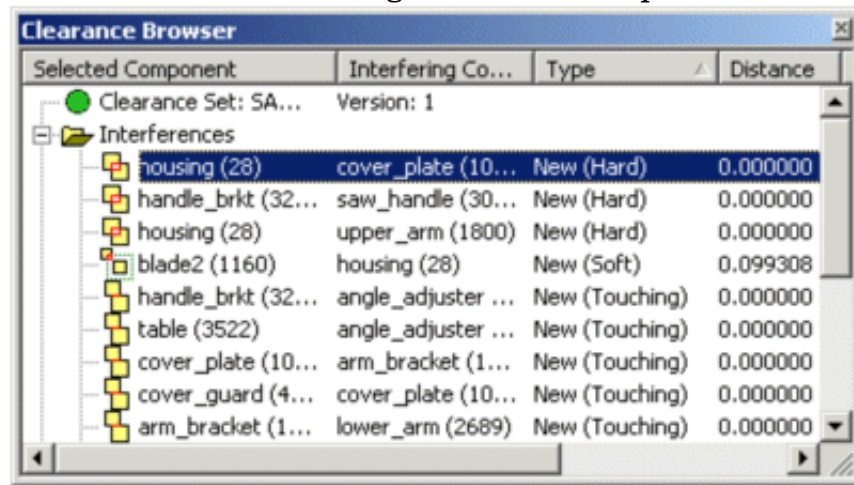 Clearance Browser
Selected Component Interfering Co... Type Distance
Clearance Set: SA... Version: 1
Interferences
housing (28) cover_plate (10... New (Hard) 0.000000
handle_brkt (32... saw_handle (30... New (Hard) 0.000000
housing (28) upper_arm (1800) New (Hard) 0.000000
blade2 (1160) housing (28) New (Soft) 0.099308
handle_brkt (32... angle_adjuster ... New (Touching) 0.000000
table (3522) angle_adjuster ... New (Touching) 0.000000
cover_plate (10... arm_bracket (1... New (Touching) 0.000000
cover_guard (4... cover_plate (10... New (Touching) 0.000000
arm_bracket (1... lower_arm (2689) New (Touching) 0.000000